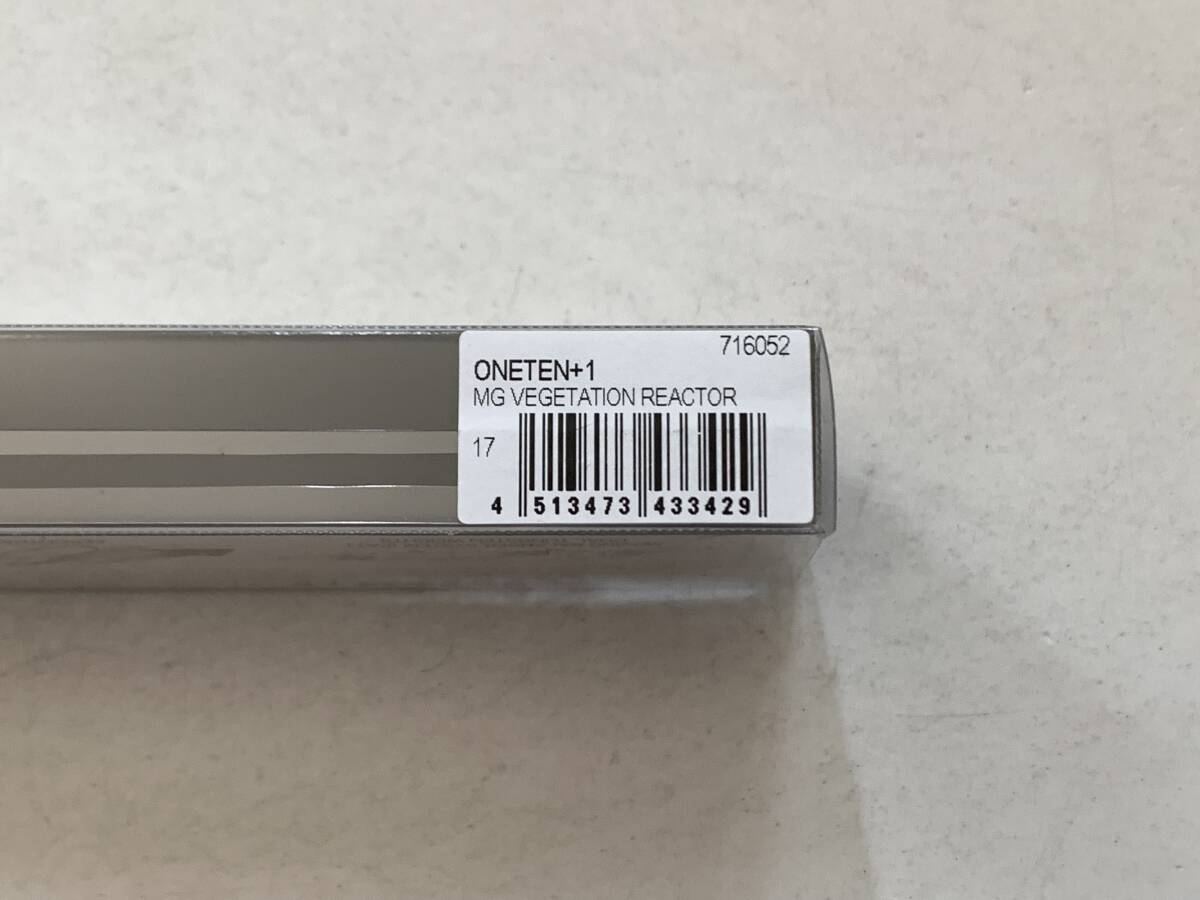 716052
ONETEN+1
MG VEGETATION REACTOR
17
4 513473 433429